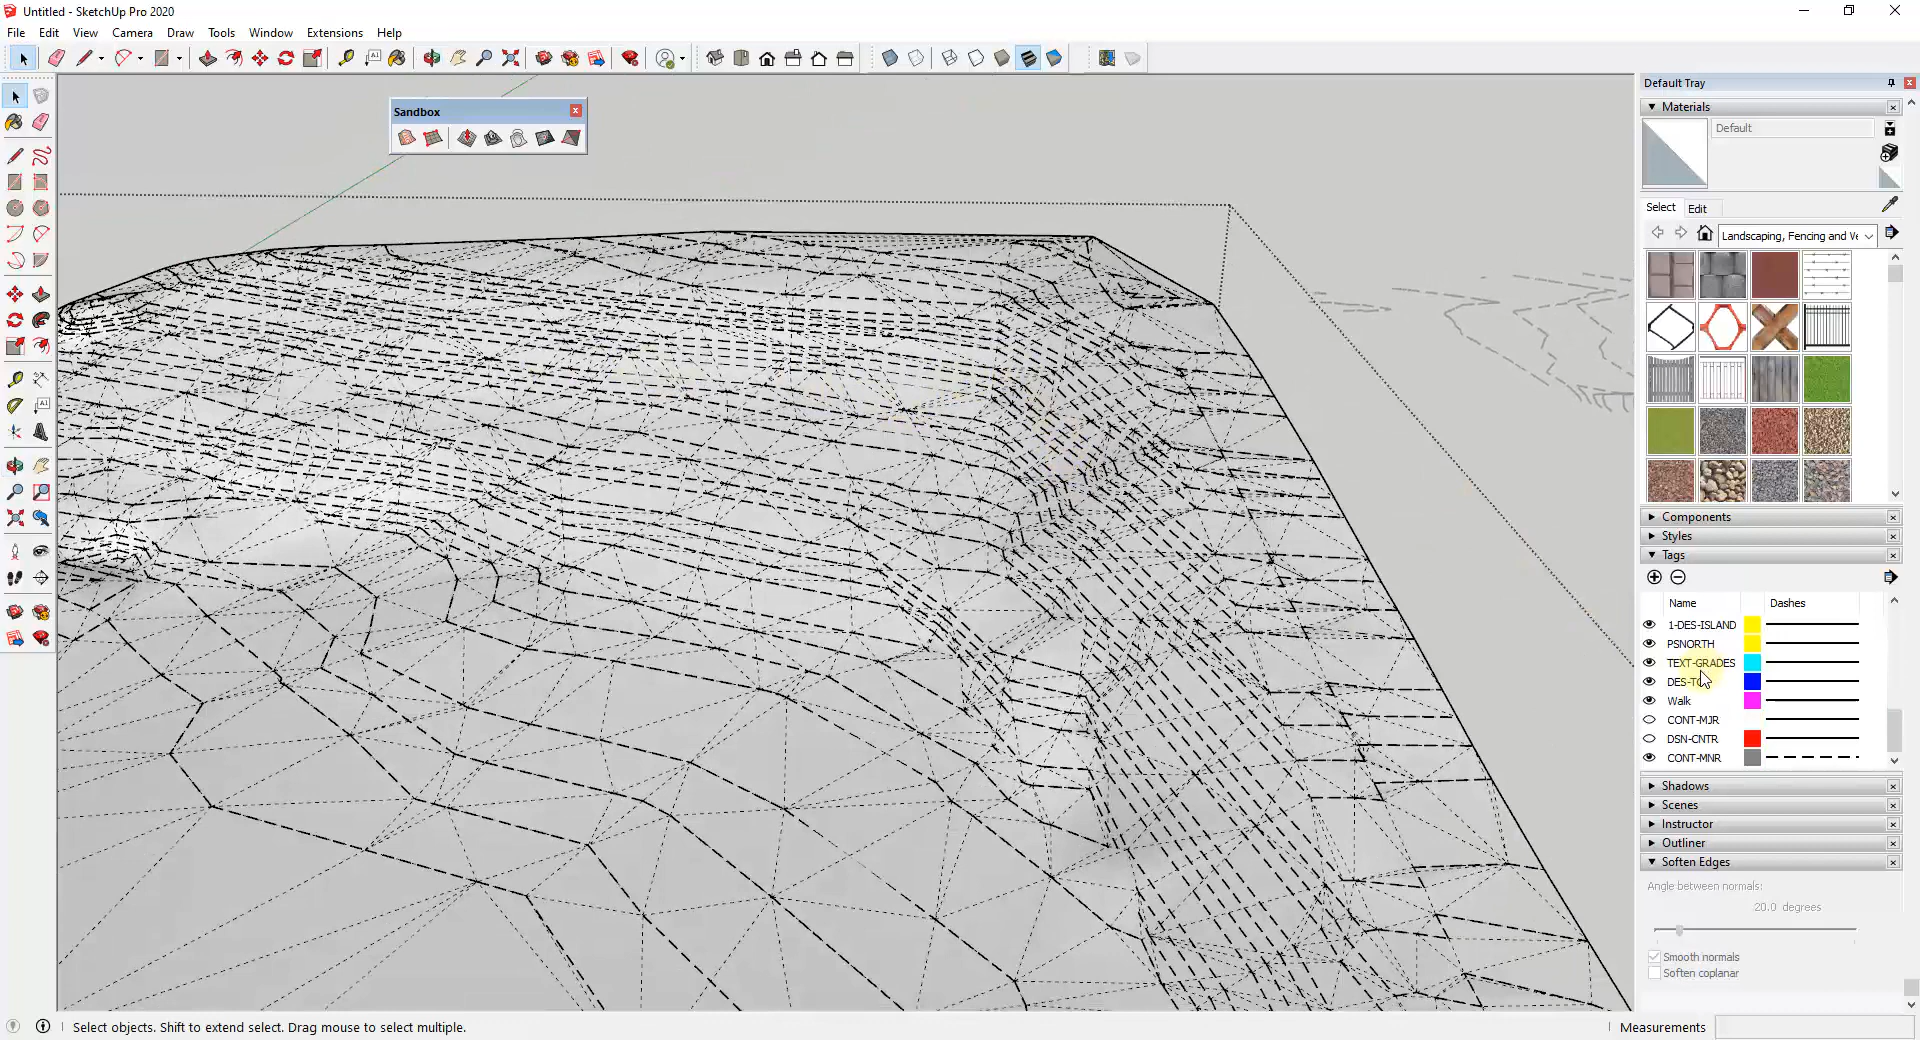 Untitled - SketchUp Pro 2020
File Edit View Camera Draw Tools Window Extensions Help
Sandbox
Default Tray
Materials
Default
Select Edit
Landscaping, Fencing and Ve
Components
Styles
Tags
Name Dashes
1-DES-ISLAND
PSNORTH
TEXT-GRADES
Walk
CONT-MJR
DSN-CNTR
CONT-MNR
Shadows
Scenes
Instructor
Outliner
Soften Edges
Angle between normals:
20.0 degrees
Smooth normals
Soften coplanar
Select objects. Shift to extend select. Drag mouse to select multiple.
Measurements